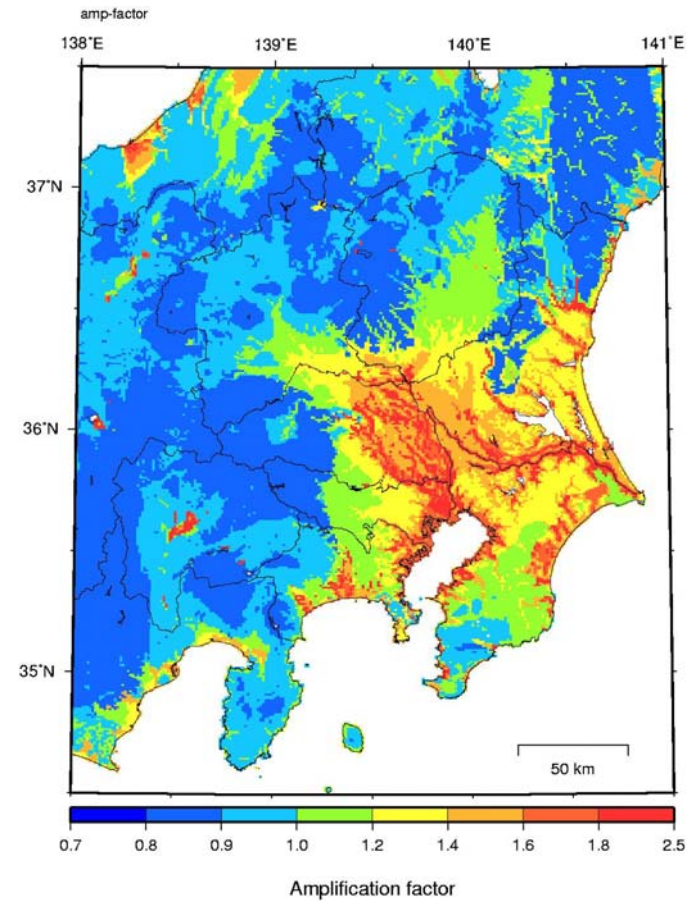 amp-factor
138˚E 139˚E 140˚E 141˚E
37˚N
36˚N
35˚N
50 km
0.7 0.8 0.9 1.0 1.2 1.4 1.6 1.8 2.5
Amplification factor